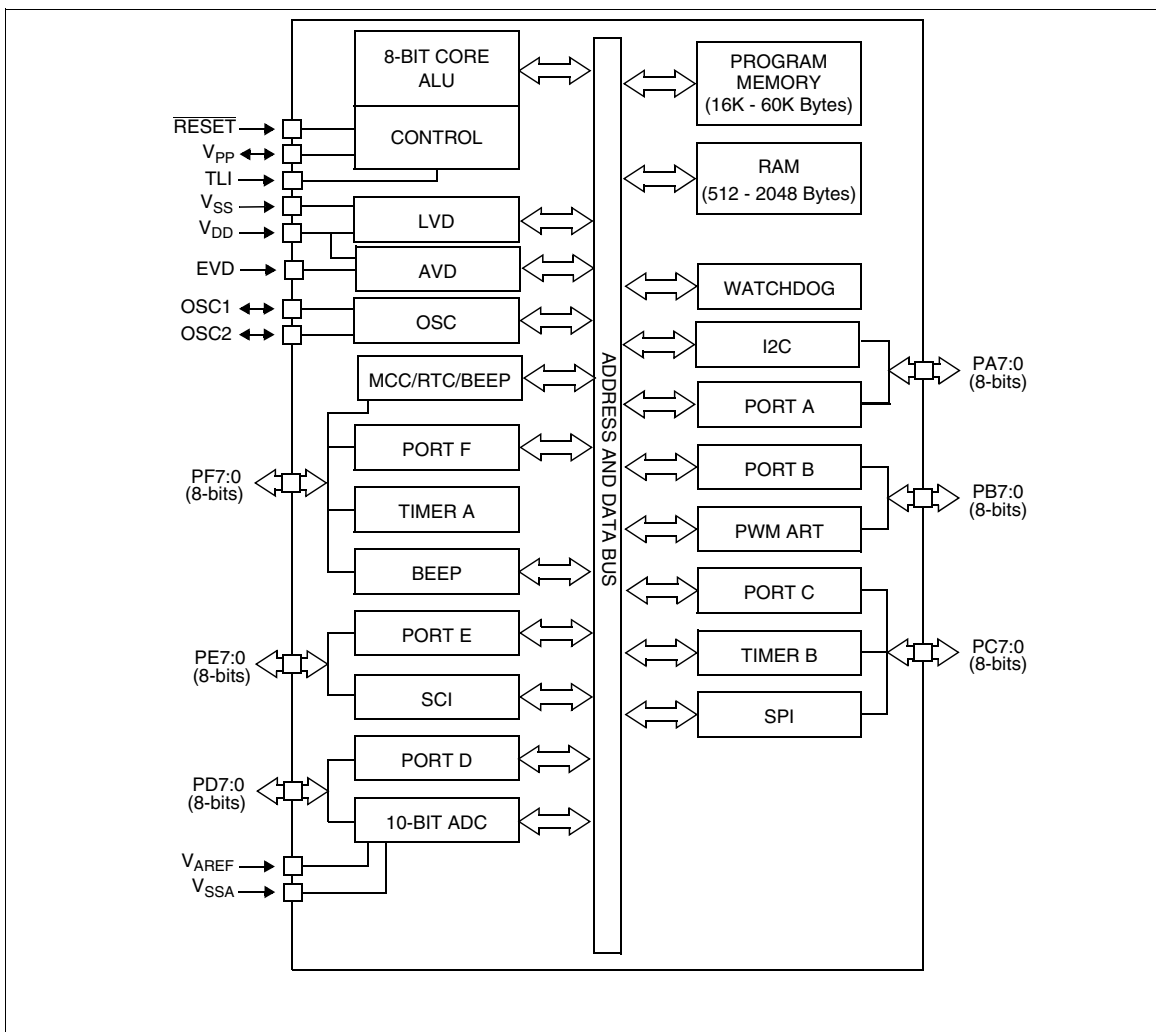 8-BIT CORE
ALU
CONTROL
RESET
VPP
TLI
VSS
VDD
EVD
OSC1
OSC2
LVD
AVD
OSC
MCC/RTC/BEEP
PORT F
TIMER A
BEEP
PF7:0
(8-bits)
PORT E
SCI
PE7:0
(8-bits)
PORT D
10-BIT ADC
PD7:0
(8-bits)
VAREF
VSSA
ADDRESS AND DATA BUS
PROGRAM
MEMORY
(16K - 60K Bytes)
RAM
(512 - 2048 Bytes)
WATCHDOG
I2C
PORT A
PA7:0
(8-bits)
PORT B
PWM ART
PB7:0
(8-bits)
PORT C
TIMER B
SPI
PC7:0
(8-bits)